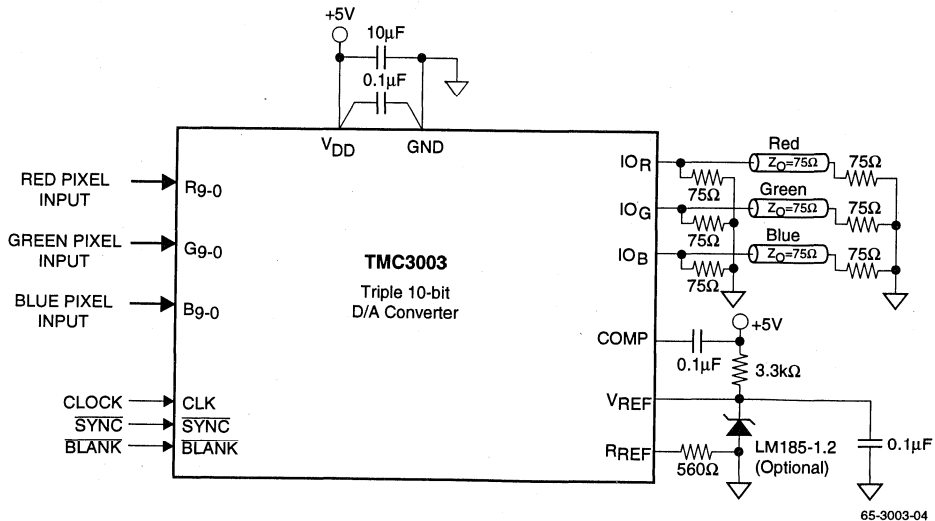 +5V
10µF
0.1µF
VDD
GND
RED PIXEL
INPUT
R9-0
GREEN PIXEL
INPUT
G9-0
BLUE PIXEL
INPUT
B9-0
CLOCK
CLK
SYNC
SYNC
BLANK
BLANK
TMC3003
Triple 10-bit
D/A Converter
IOR
75Ω
Red
ZO=75Ω
75Ω
IOG
75Ω
Green
ZO=75Ω
75Ω
IOB
75Ω
Blue
ZO=75Ω
75Ω
COMP
0.1µF
+5V
3.3kΩ
VREF
LM185-1.2
(Optional)
0.1µF
RREF
560Ω
65-3003-04